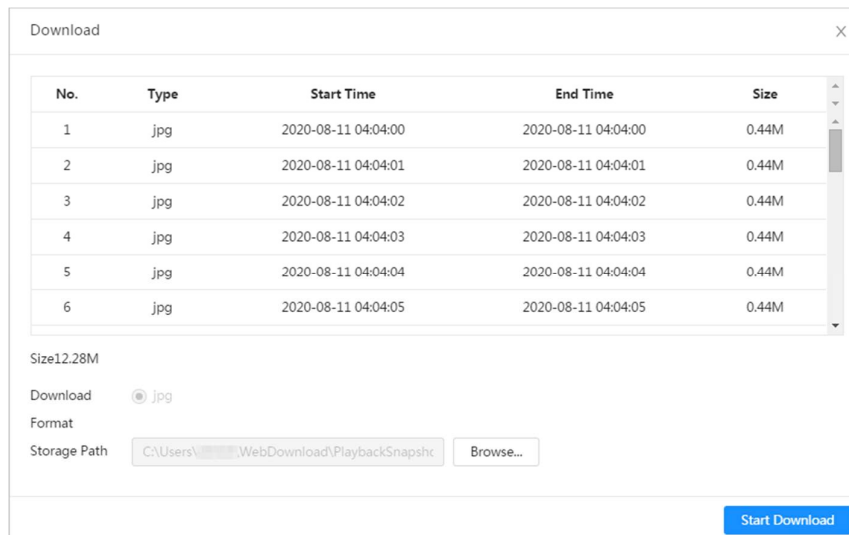 Download
No. Type Start Time End Time Size
1 jpg 2020-08-11 04:04:00 2020-08-11 04:04:00 0.44M
2 jpg 2020-08-11 04:04:01 2020-08-11 04:04:01 0.44M
3 jpg 2020-08-11 04:04:02 2020-08-11 04:04:02 0.44M
4 jpg 2020-08-11 04:04:03 2020-08-11 04:04:03 0.44M
5 jpg 2020-08-11 04:04:04 2020-08-11 04:04:04 0.44M
6 jpg 2020-08-11 04:04:05 2020-08-11 04:04:05 0.44M
Size12.28M
Download jpg
Format
Storage Path C:\Users\ WebDownload\PlaybackSnapsho Browse...
Start Download